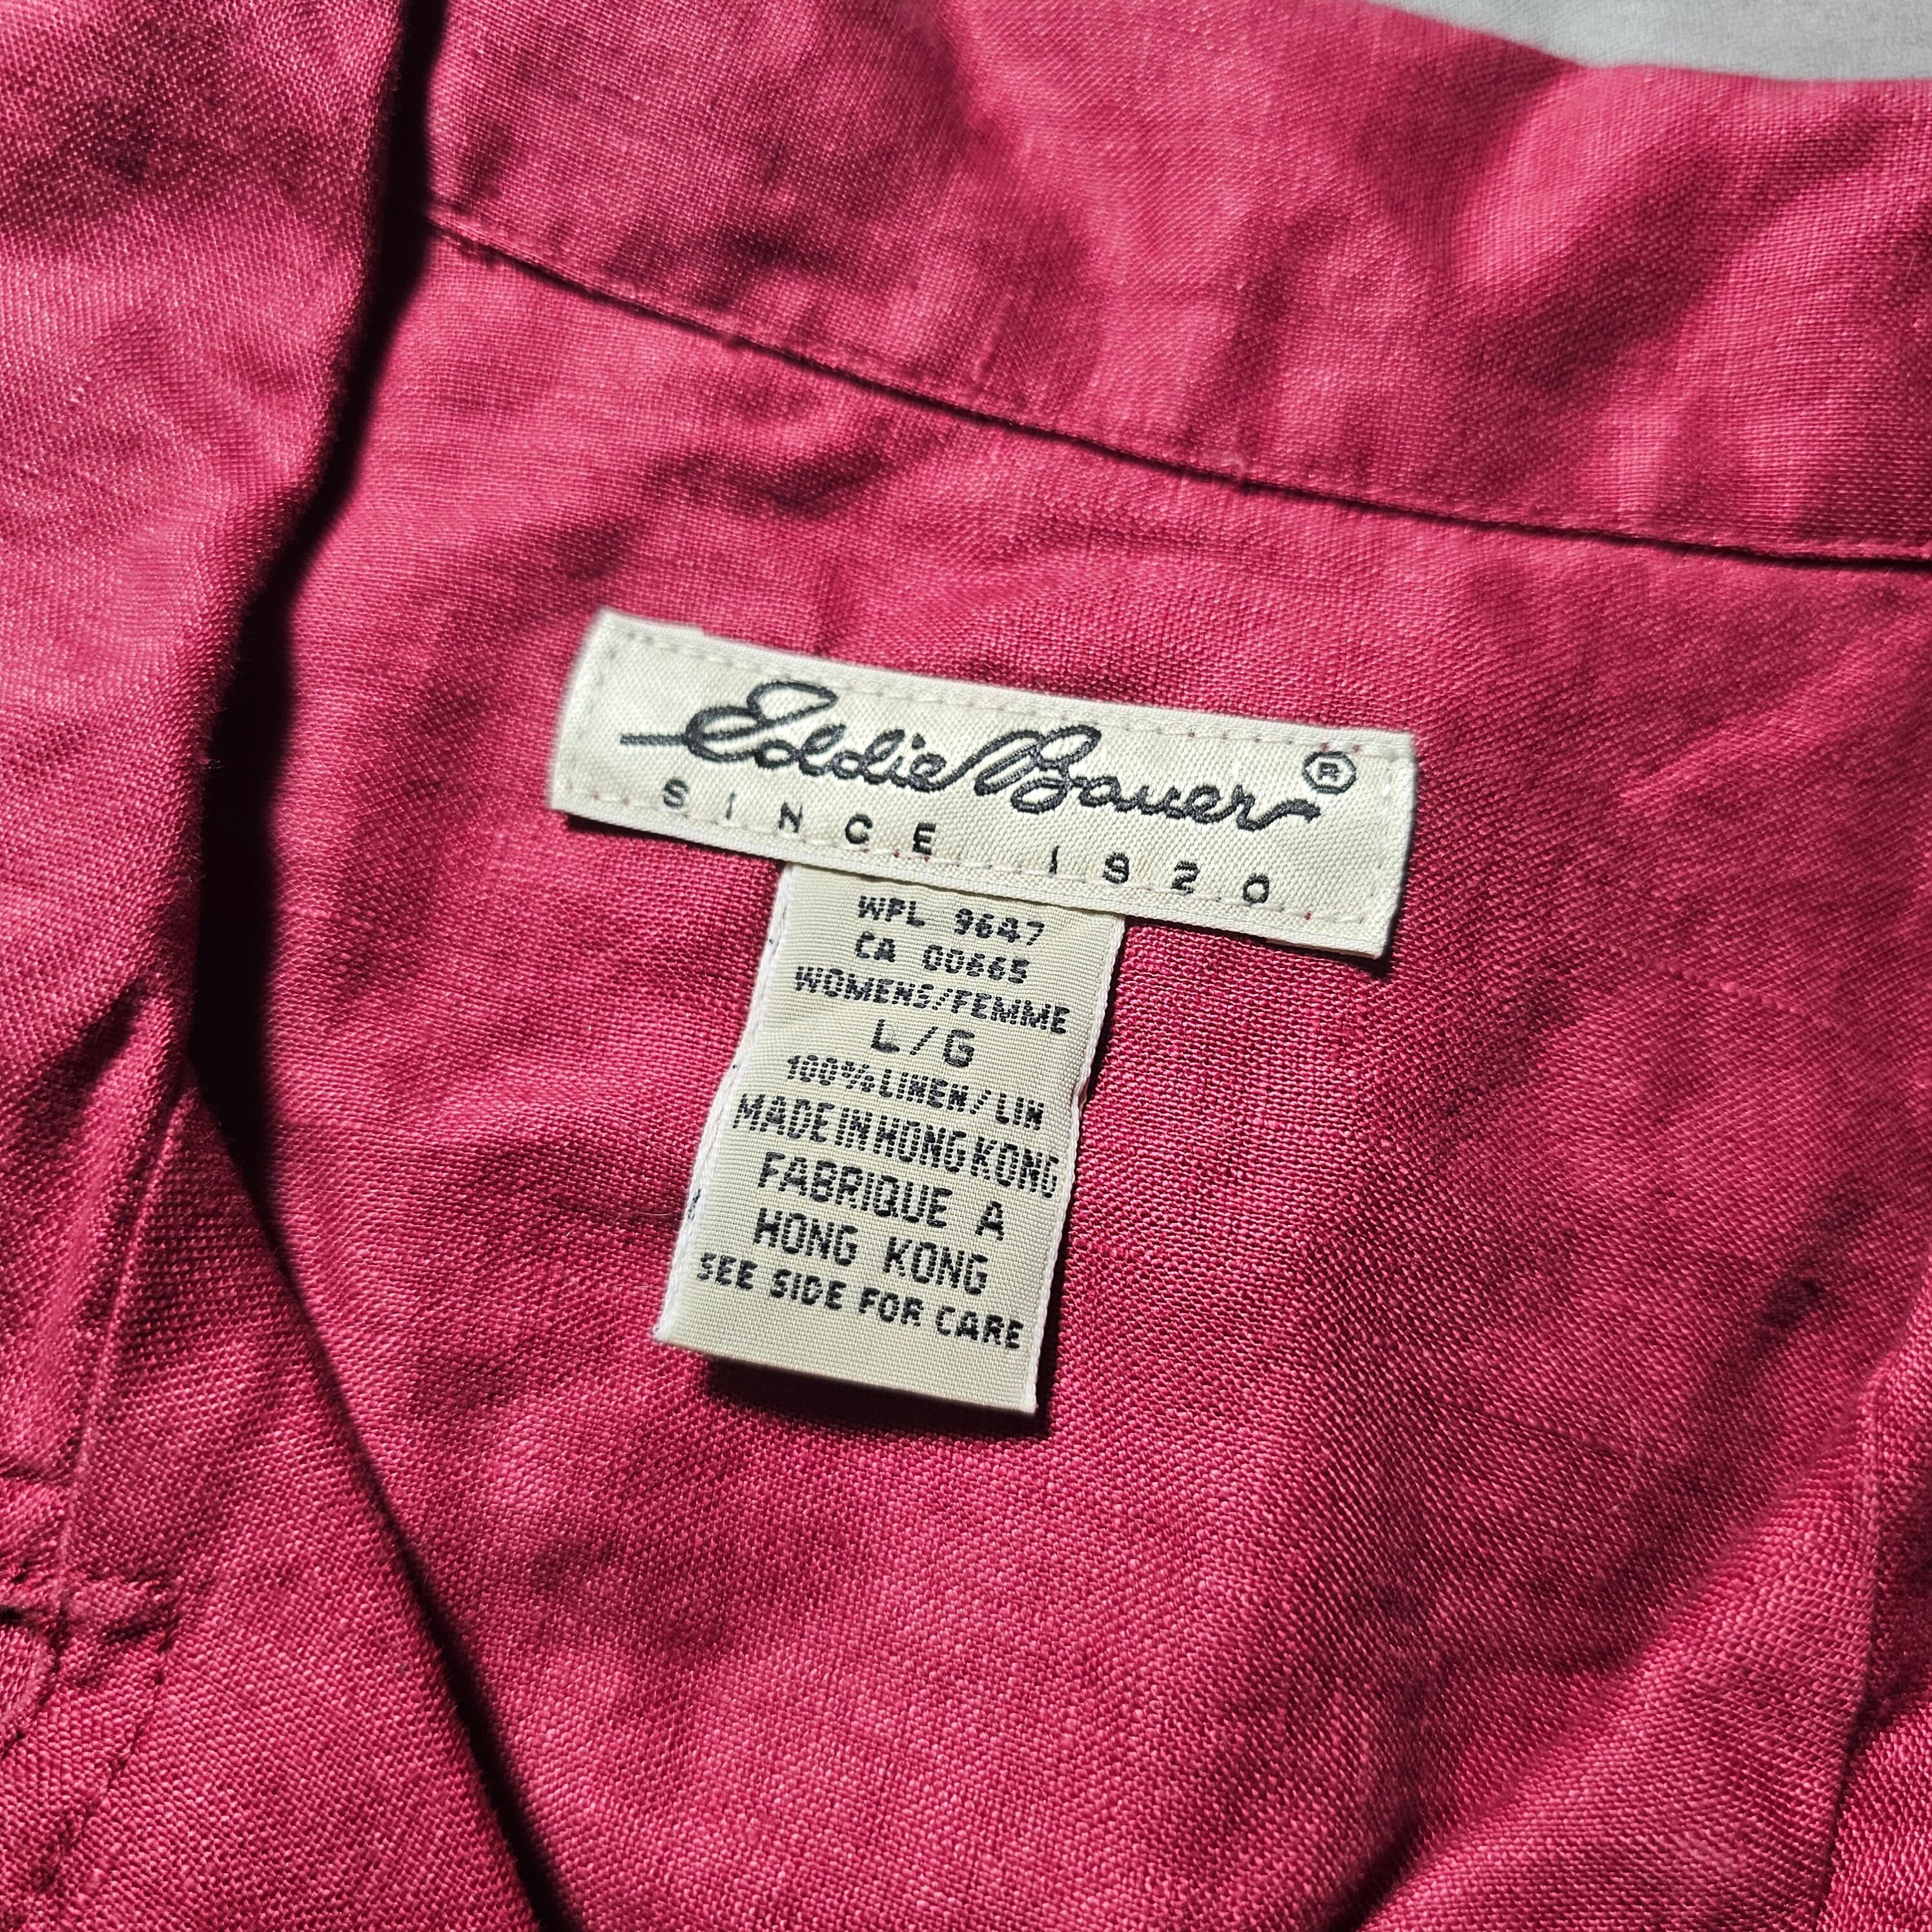 Eddie Bauer ®
SINCE 1920
WPL 9647
CA 00665
WOMENS/FEMME
L/G
100% LINEN/LIN
MADE IN HONG KONG
FABRIQUE A
HONG KONG
SEE SIDE FOR CARE